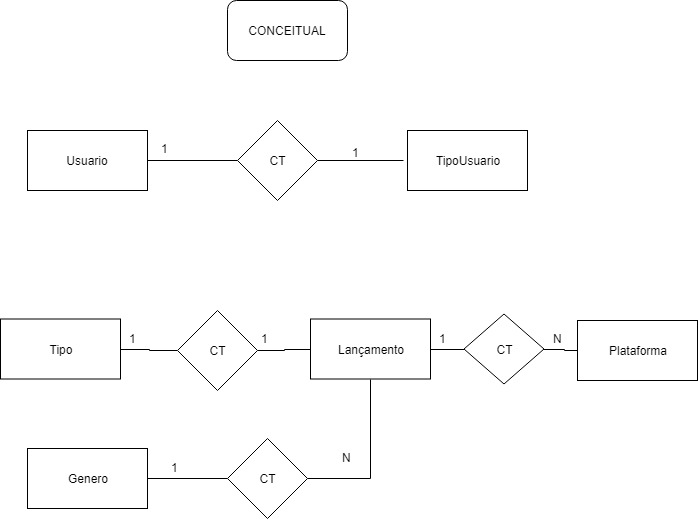 CONCEITUAL
Usuario
1
CT
1
TipoUsuario
Tipo
1
CT
1
Lançamento
1
CT
N
Plataforma
Genero
1
CT
N